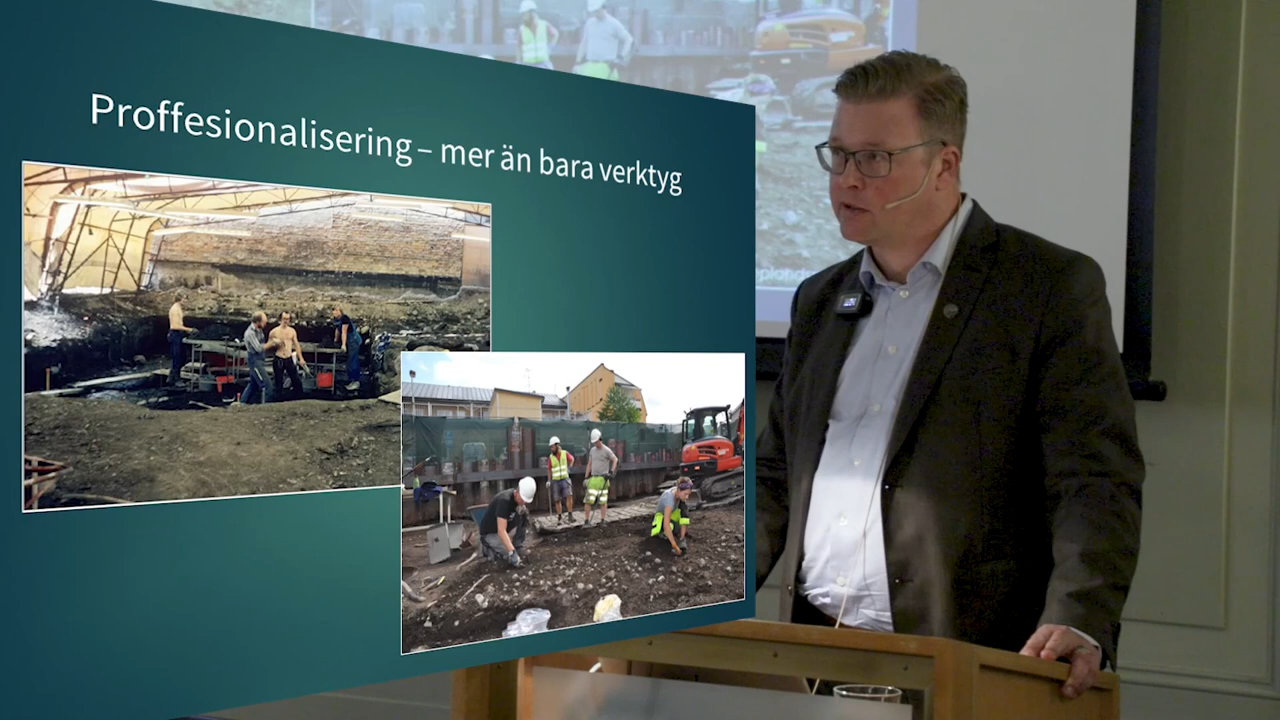 Proffesionalisering – mer än bara verktyg